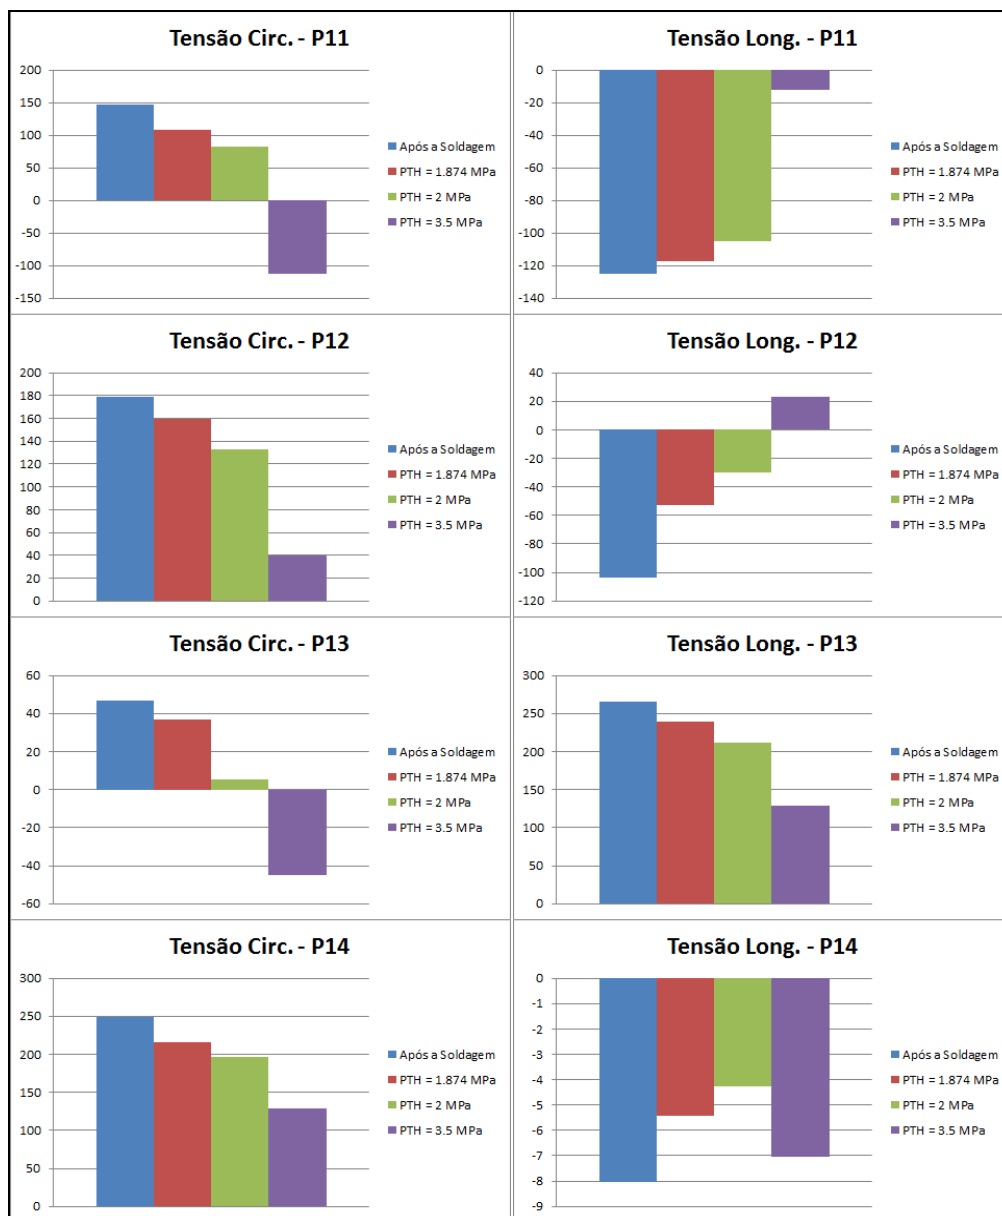 Tensão Circ. - P11
200
150
100
50
0
-50
-100
-150
Após a Soldagem
PTH = 1.874 MPa
PTH = 2 MPa
PTH = 3.5 MPa
Tensão Long. - P11
0
-20
-40
-60
-80
-100
-120
-140
Após a Soldagem
PTH = 1.874 MPa
PTH = 2 MPa
PTH = 3.5 MPa
Tensão Circ. - P12
200
180
160
140
120
100
80
60
40
20
0
Após a Soldagem
PTH = 1.874 MPa
PTH = 2 MPa
PTH = 3.5 MPa
Tensão Long. - P12
40
20
0
-20
-40
-60
-80
-100
-120
Após a Soldagem
PTH = 1.874 MPa
PTH = 2 MPa
PTH = 3.5 MPa
Tensão Circ. - P13
60
40
20
0
-20
-40
-60
Após a Soldagem
PTH = 1.874 MPa
PTH = 2 MPa
PTH = 3.5 MPa
Tensão Long. - P13
300
250
200
150
100
50
0
Após a Soldagem
PTH = 1.874 MPa
PTH = 2 MPa
PTH = 3.5 MPa
Tensão Circ. - P14
300
250
200
150
100
50
0
Após a Soldagem
PTH = 1.874 MPa
PTH = 2 MPa
PTH = 3.5 MPa
Tensão Long. - P14
0
-1
-2
-3
-4
-5
-6
-7
-8
-9
Após a Soldagem
PTH = 1.874 MPa
PTH = 2 MPa
PTH = 3.5 MPa